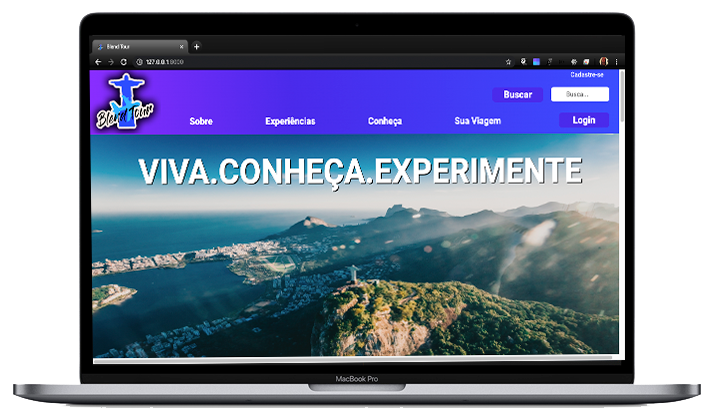 Blend Tour
127.0.0.1:8000
Cadastre-se
Blend Tour
Buscar
Busca...
Sobre
Experiências
Conheça
Sua Viagem
Login
VIVA.CONHEÇA.EXPERIMENTE
MacBook Pro